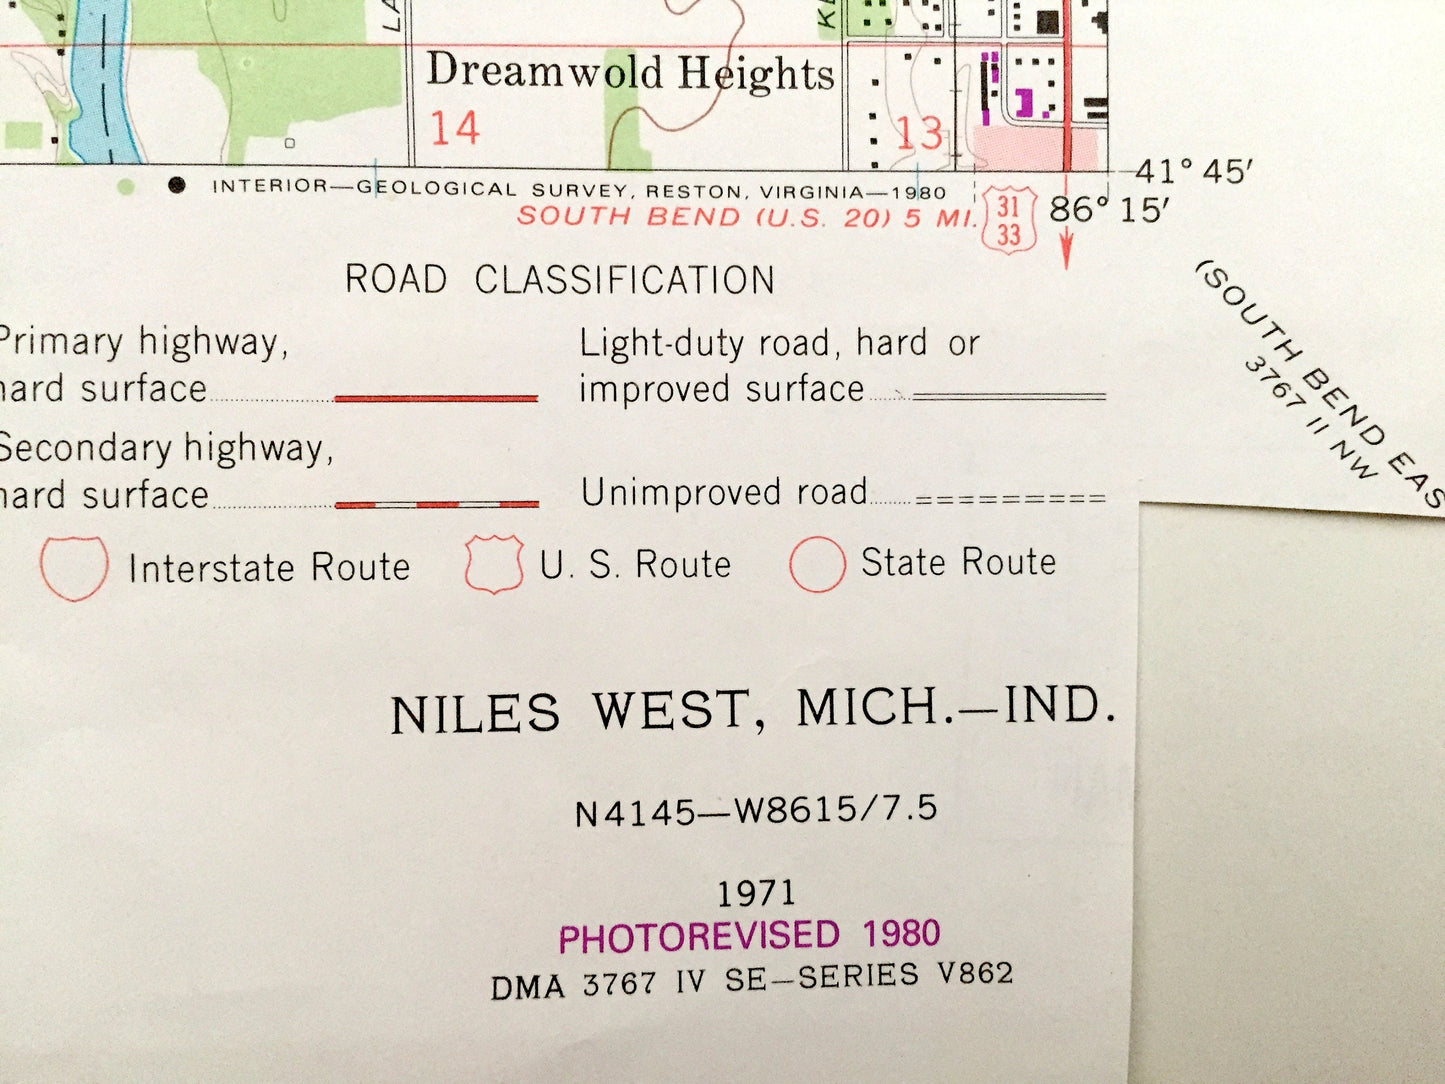 LA
KE
Dreamwold Heights
14
13
INTERIOR—GEOLOGICAL SURVEY, RESTON, VIRGINIA—1980
41° 45′
SOUTH BEND (U.S. 20) 5 MI.
31
33
86° 15′
ROAD CLASSIFICATION
Primary highway,
hard surface
Light-duty road, hard or
improved surface
Secondary highway,
hard surface
Unimproved road
Interstate Route
U. S. Route
State Route
(SOUTH BEND EAS
3767 II NW
NILES WEST, MICH.—IND.
N4145—W8615/7.5
1971
PHOTOREVISED 1980
DMA 3767 IV SE—SERIES V862